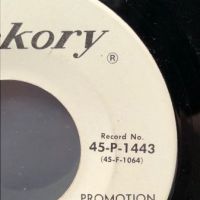 kory
®
Record No.
45-P-1443
(45-F-1064)
PROMOTION